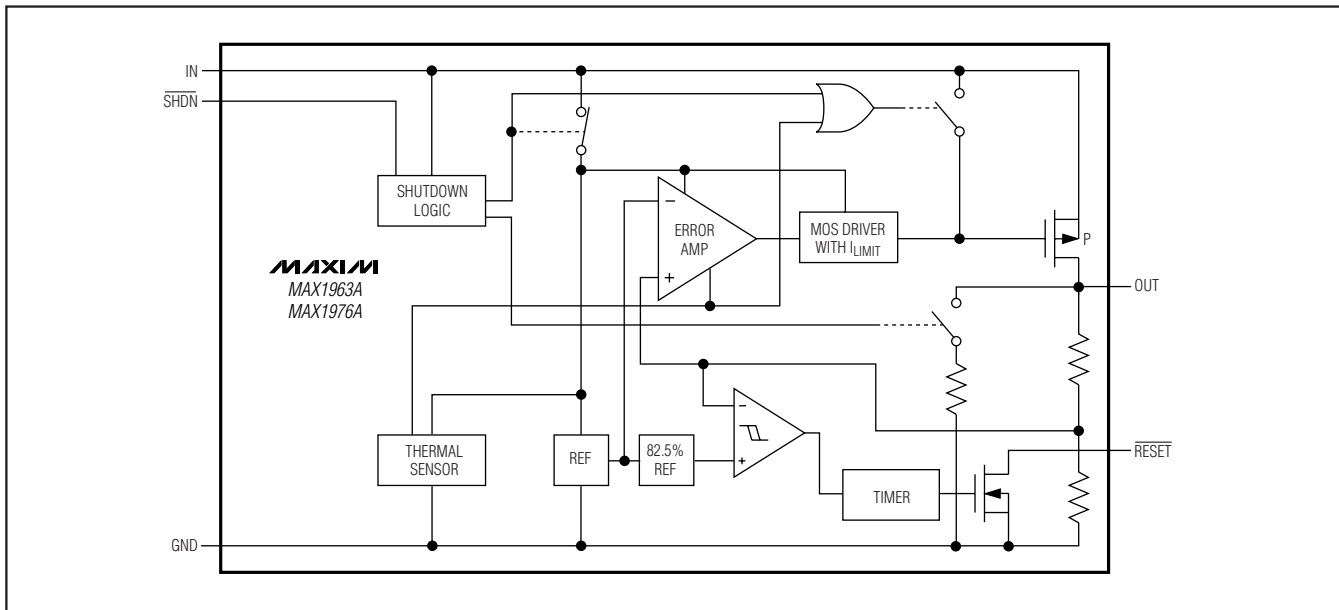 IN
SHDN
SHUTDOWN
LOGIC
MAXIM
MAX1963A
MAX1976A
−
ERROR
AMP
+
MOS DRIVER
WITH ILIMIT
P
OUT
THERMAL
SENSOR
REF
82.5%
REF
−
+
TIMER
RESET
GND